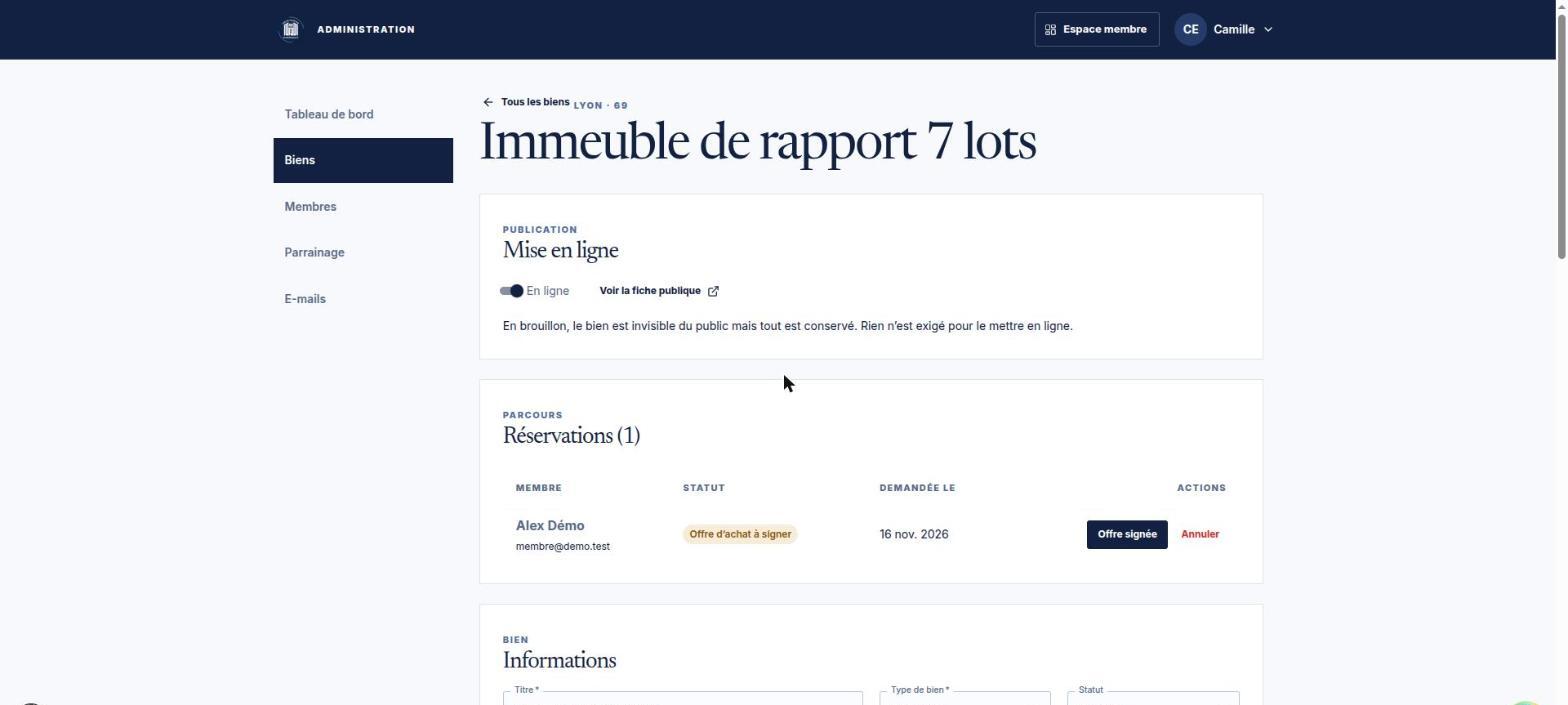 ADMINISTRATION
Espace membre
CE
Camille
Tableau de bord
Biens
Membres
Parrainage
E-mails
Tous les biens
LYON · 69
Immeuble de rapport 7 lots
PUBLICATION
Mise en ligne
En ligne
Voir la fiche publique
En brouillon, le bien est invisible du public mais tout est conservé. Rien n’est exigé pour le mettre en ligne.
PARCOURS
Réservations (1)
MEMBRE STATUT DEMANDÉE LE ACTIONS
Alex Démo
membre@demo.test
Offre d’achat à signer
16 nov. 2026
Offre signée
Annuler
BIEN
Informations
Titre *
Type de bien *
Statut